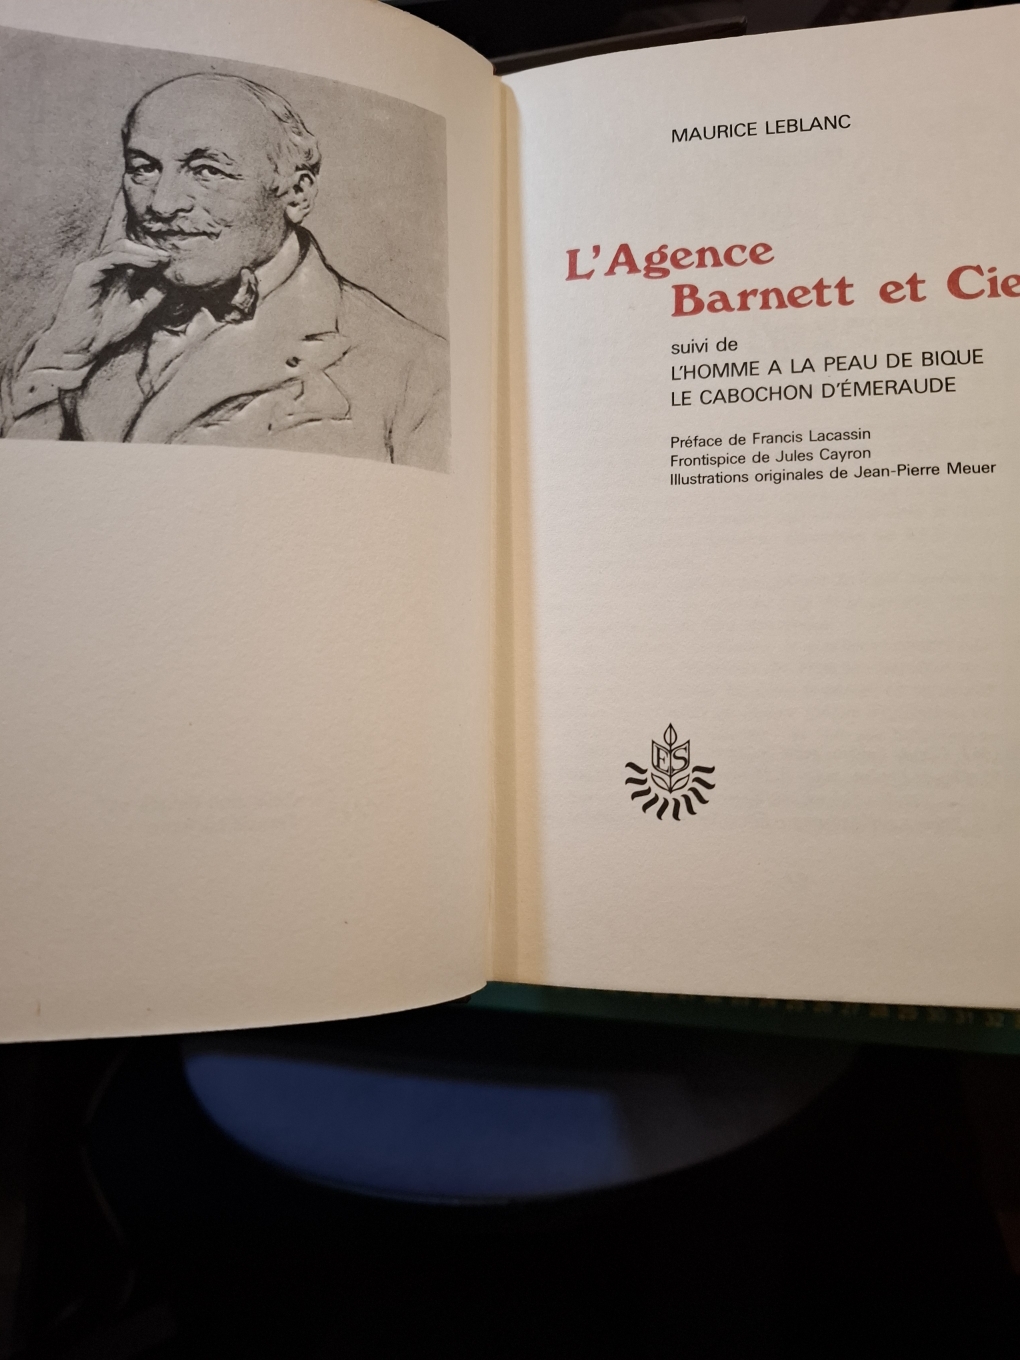 MAURICE LEBLANC
L'Agence
Barnett et Cie
suivi de
L'HOMME A LA PEAU DE BIQUE
LE CABOCHON D'ÉMERAUDE
Préface de Francis Lacassin
Frontispice de Jules Cayron
Illustrations originales de Jean-Pierre Meuer
ES